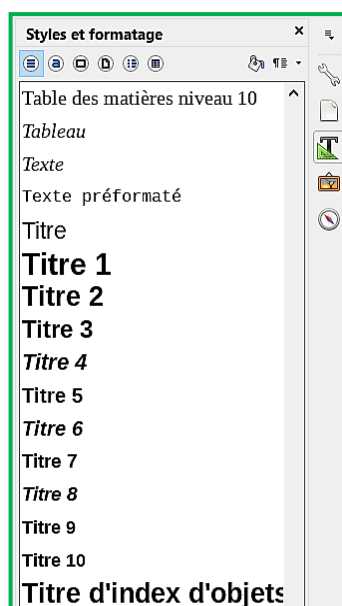 Styles et formatage
Table des matières niveau 10
Tableau
Texte
Texte préformaté
Titre
Titre 1
Titre 2
Titre 3
Titre 4
Titre 5
Titre 6
Titre 7
Titre 8
Titre 9
Titre 10
Titre d'index d'objets